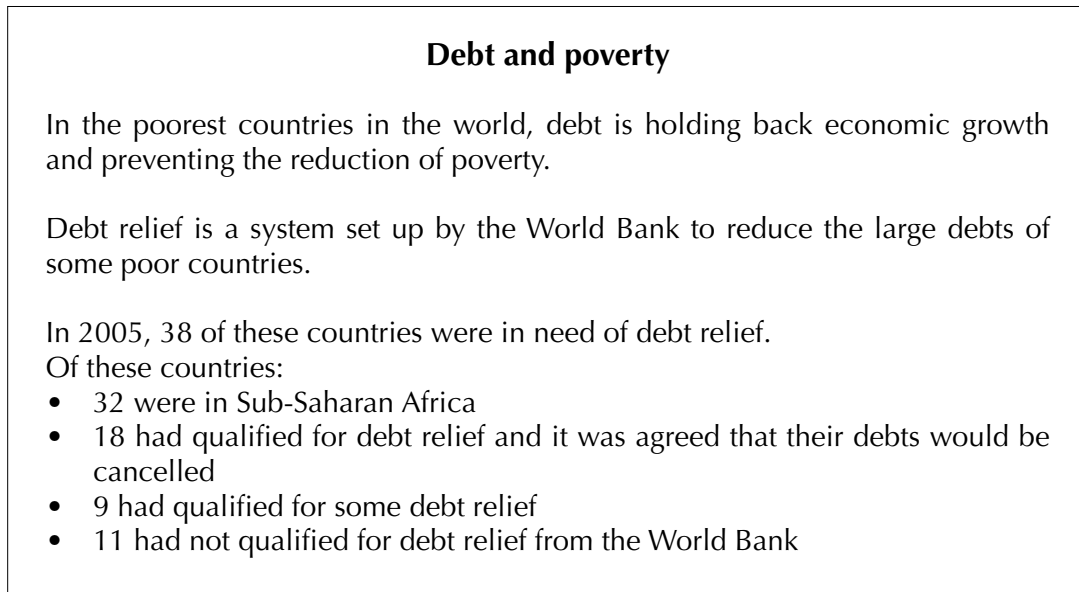 Debt and poverty
In the poorest countries in the world, debt is holding back economic growth
and preventing the reduction of poverty.
Debt relief is a system set up by the World Bank to reduce the large debts of
some poor countries.
In 2005, 38 of these countries were in need of debt relief.
Of these countries:
• 32 were in Sub-Saharan Africa
• 18 had qualified for debt relief and it was agreed that their debts would be
cancelled
• 9 had qualified for some debt relief
• 11 had not qualified for debt relief from the World Bank